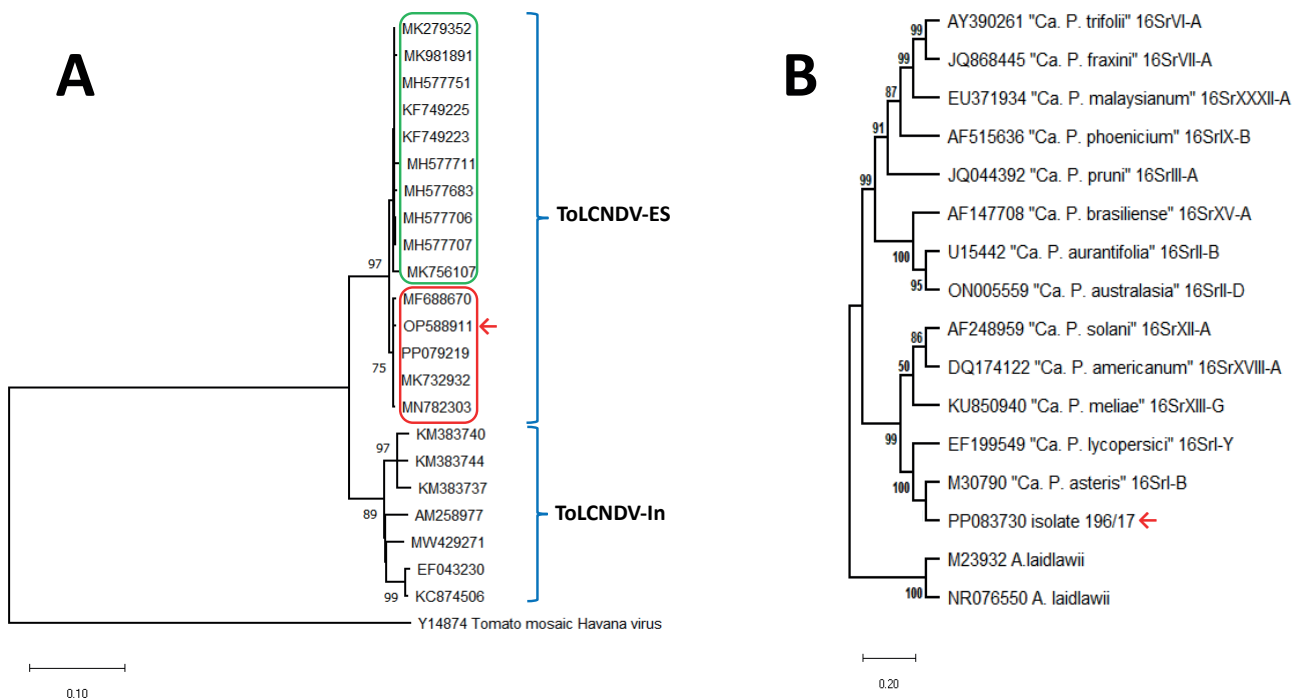 A
MK279352
MK981891
MH577751
KF749225
KF749223
MH577711
MH577683
MH577706
MH577707
MK756107
97
MF688670
OP588911
PP079219
MK732932
MN782303
75
ToLCNDV-ES
KM383740
KM383744
KM383737
97
AM258977
MW429271
EF043230
KC874506
89
99
ToLCNDV-In
Y14874 Tomato mosaic Havana virus
0.10
B
99
AY390261 "Ca. P. trifolii" 16SrVI-A
JQ868445 "Ca. P. fraxini" 16SrVII-A
99
EU371934 "Ca. P. malaysianum" 16SrXXXII-A
87
AF515636 "Ca. P. phoenicium" 16SrIX-B
91
JQ044392 "Ca. P. pruni" 16SrIII-A
99
AF147708 "Ca. P. brasiliense" 16SrXV-A
U15442 "Ca. P. aurantifolia" 16SrII-B
100
95
ON005559 "Ca. P. australasia" 16SrII-D
AF248959 "Ca. P. solani" 16SrXII-A
86
DQ174122 "Ca. P. americanum" 16SrXVIII-A
50
KU850940 "Ca. P. meliae" 16SrXIII-G
99
EF199549 "Ca. P. lycopersici" 16SrI-Y
M30790 "Ca. P. asteris" 16SrI-B
100
PP083730 isolate 196/17
M23932 A.laidlawii
100
NR076550 A. laidlawii
0.20